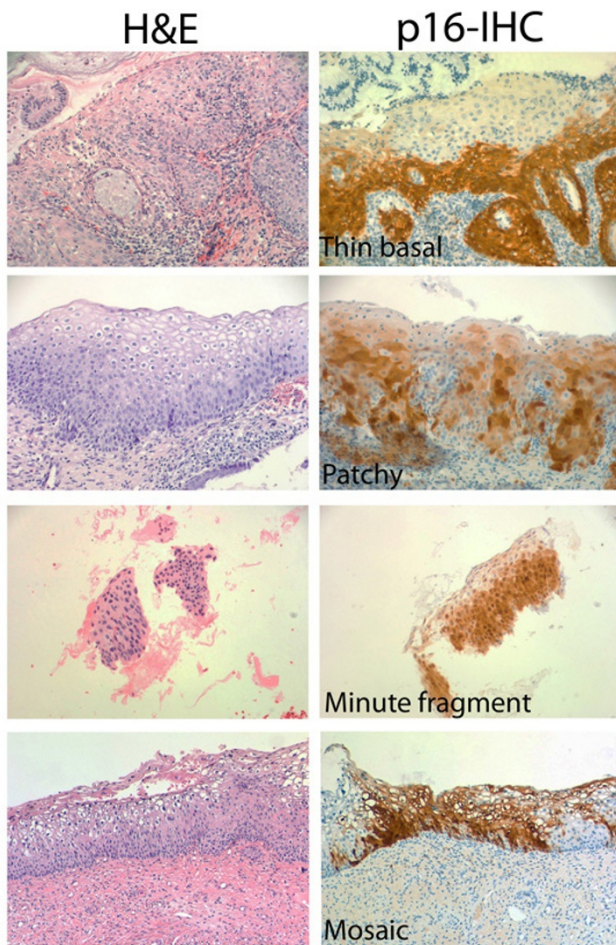 H&E
p16-IHC
Thin basal
Patchy
Minute fragment
Mosaic